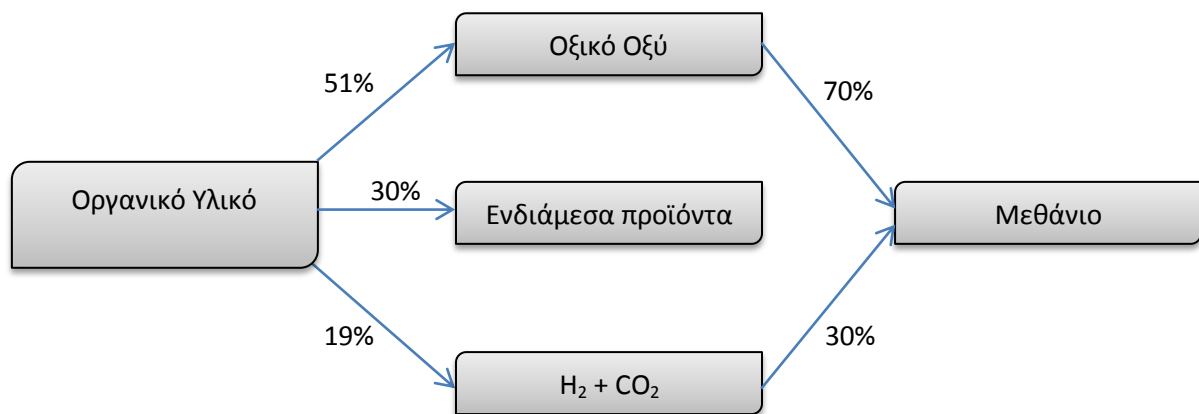 Οξικό Οξύ
51%
70%
Οργανικό Υλικό
30%
Ενδιάμεσα προϊόντα
Μεθάνιο
19%
30%
H₂ + CO₂